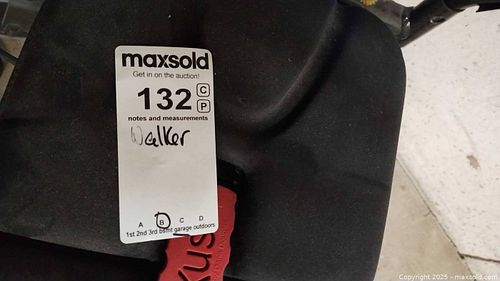 maxsold
Get in on the auction!
132 C
P
notes and measurements
Walker
A B C D
1st 2nd 3rd bsmt garage outdoors
Copyright © 2025 - maxsold.com